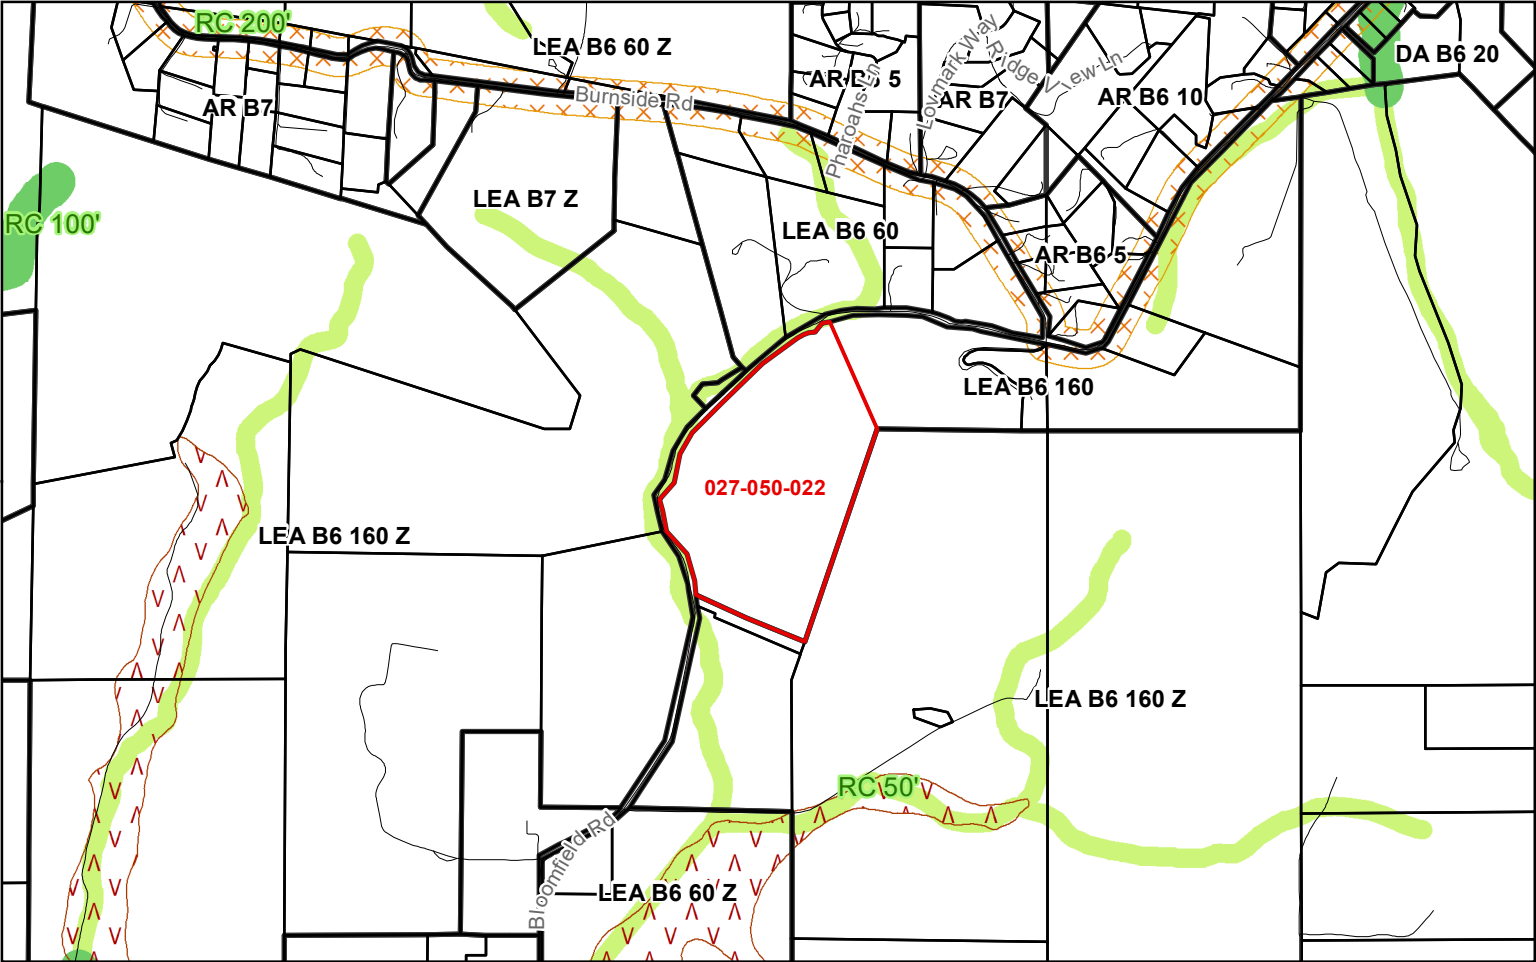 RC 200'
LEA B6 60 Z
DA B6 20
AR B6 5
Lowmark Way
Ridge View Ln
AR B7
Burnside Rd
AR B7
AR B6 10
Pharoahs Ln
LEA B7 Z
RC 100'
LEA B6 60
AR B6 5
LEA B6 160
027-050-022
LEA B6 160 Z
LEA B6 160 Z
RC 50'
Bloomfield Rd
LEA B6 60 Z